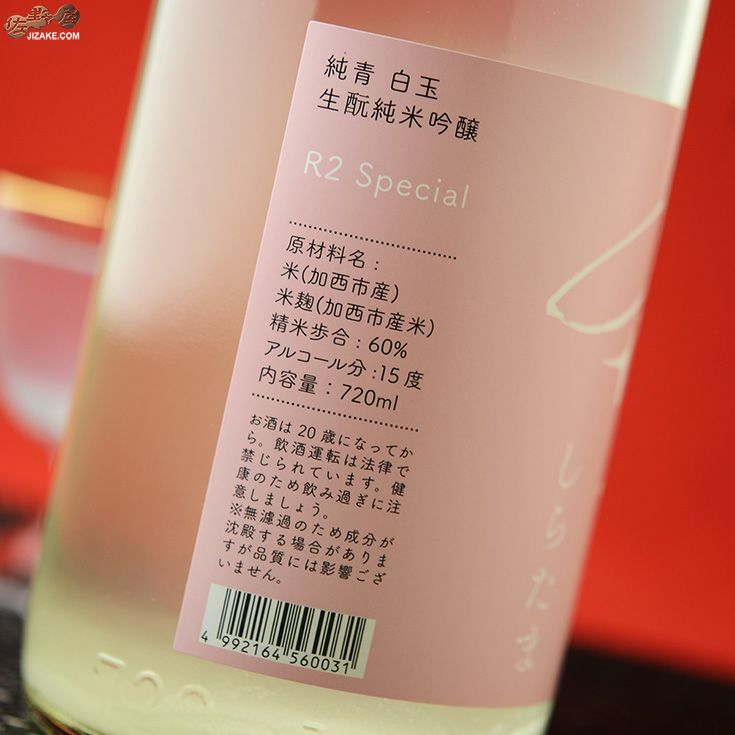 佐野屋
JIZAKE.COM
純青 白玉
生酛純米吟醸
R2 Special
原材料名：
米(加西市産)
米麹(加西市産米)
精米歩合：60%
アルコール分：15度
内容量：720ml
お酒は20歳になってか
ら。飲酒運転は法律で
禁じられています。健
康のため飲み過ぎに注
意しましょう。
※無濾過のため成分が
沈殿する場合がありま
すが品質には影響ござ
いません。
4 992164 560031
しらたま